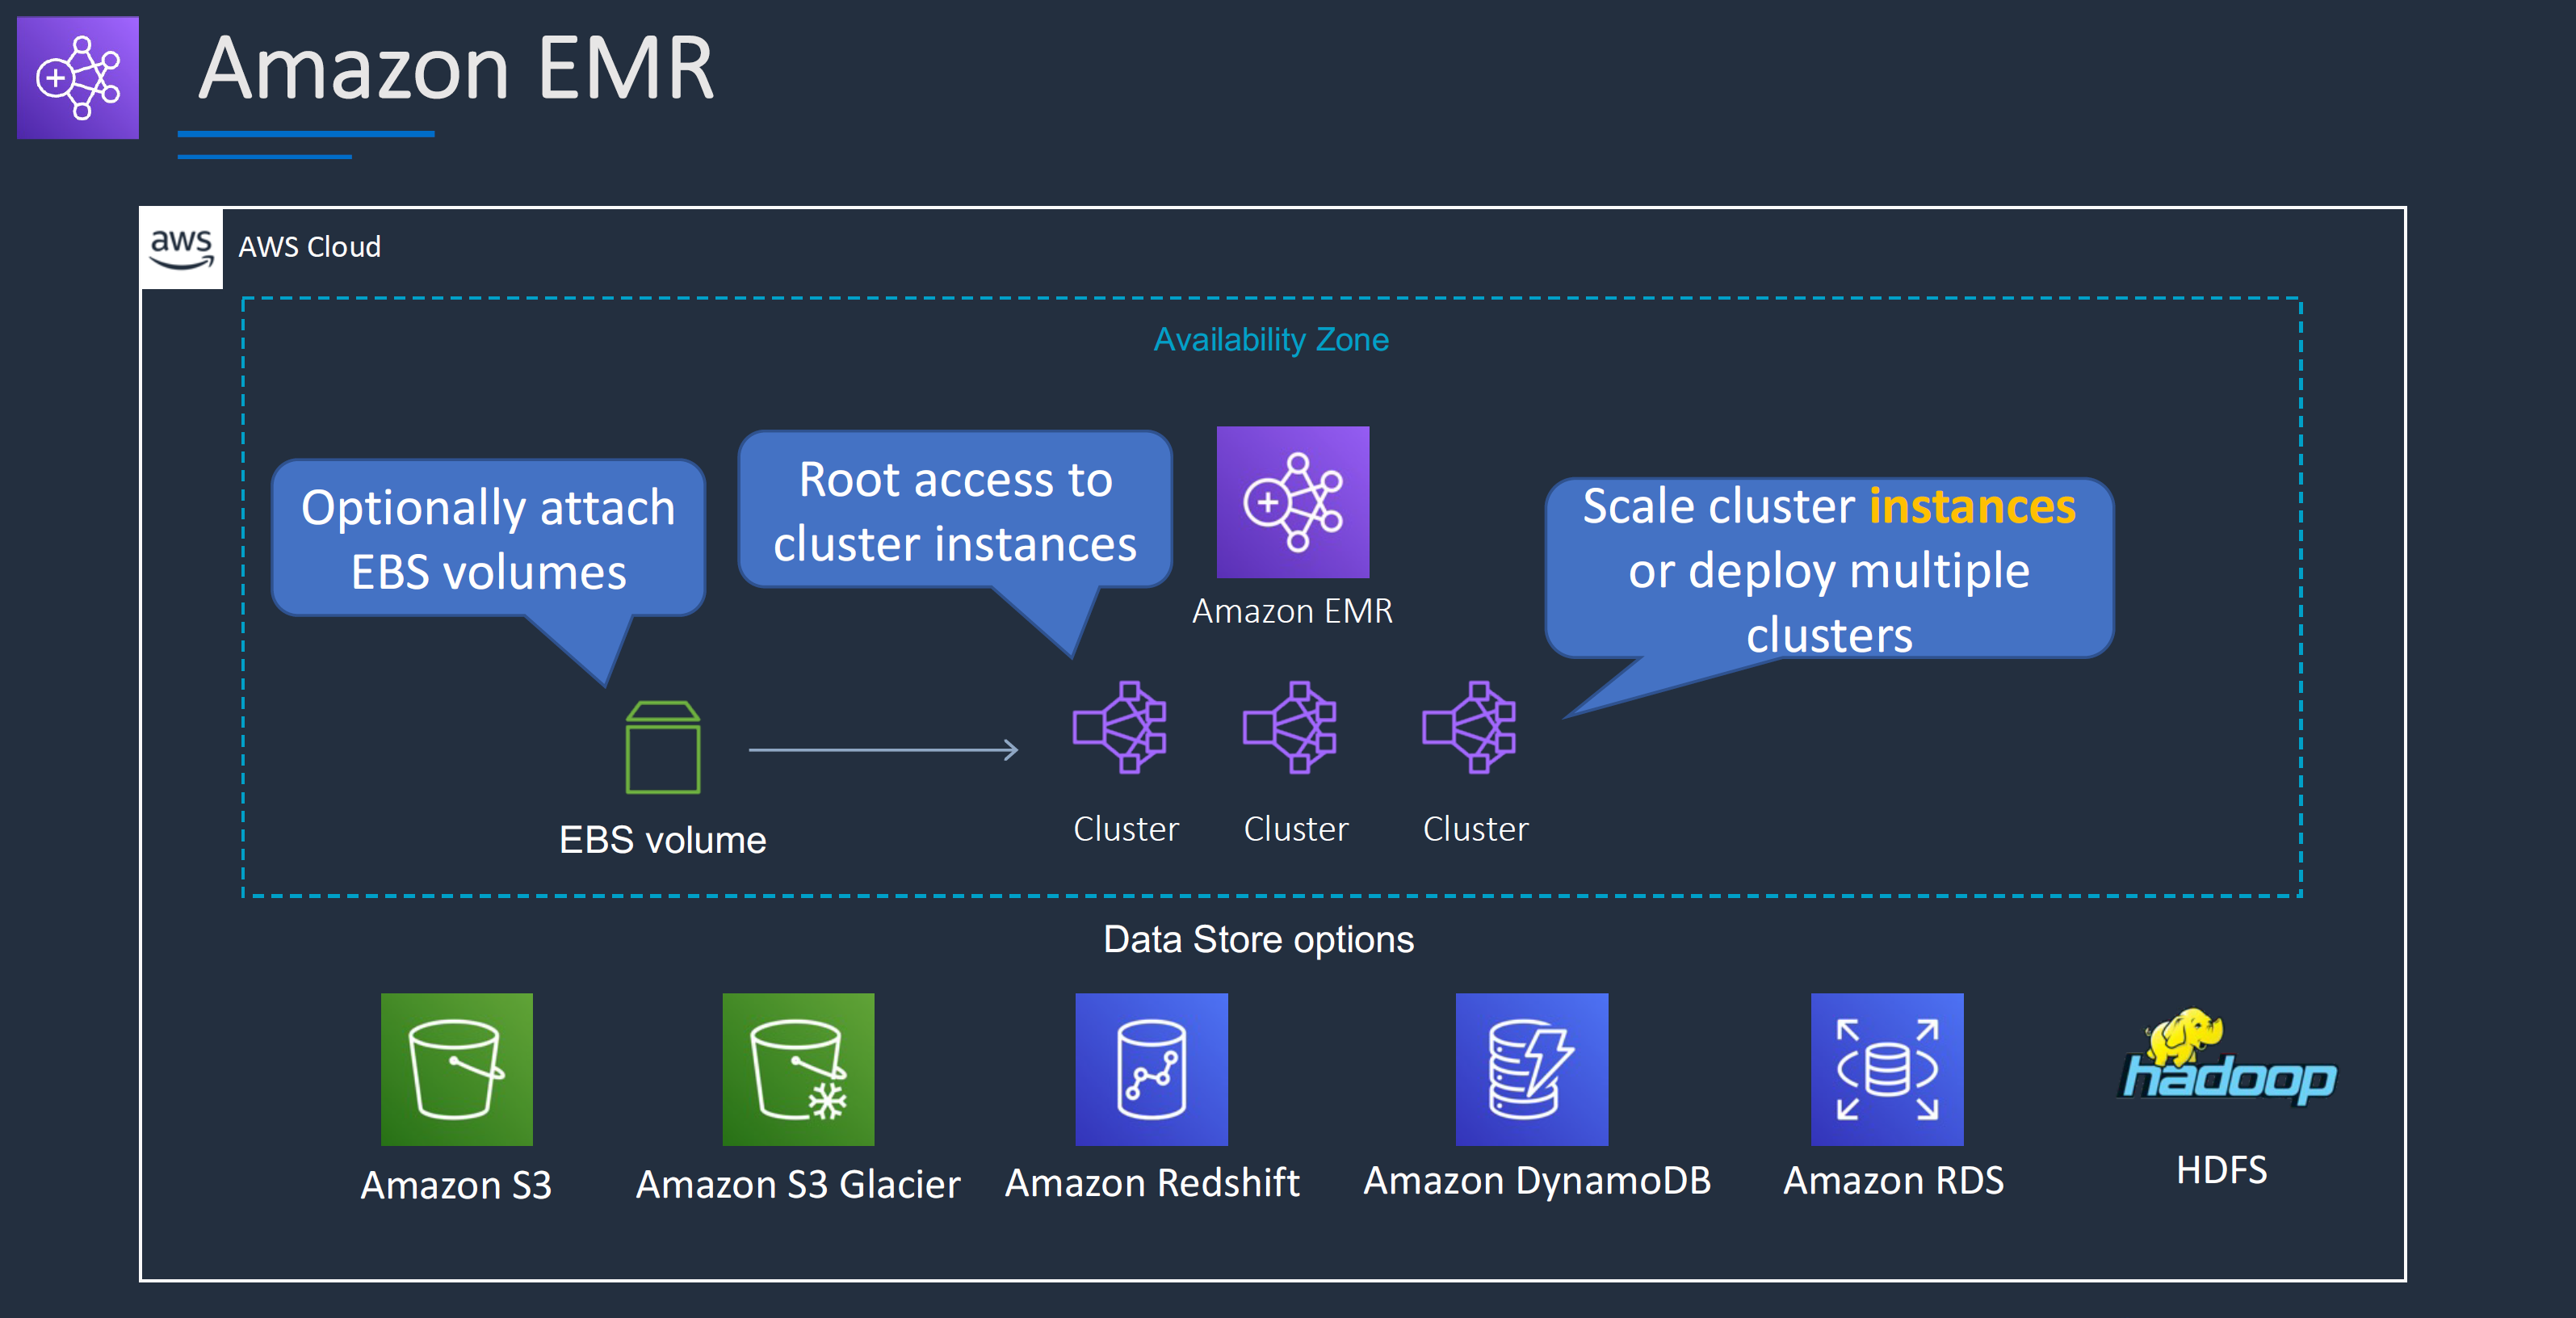 Amazon EMR
aws
AWS Cloud
Availability Zone
Optionally attach
EBS volumes
Root access to
cluster instances
Amazon EMR
Scale cluster instances
or deploy multiple
clusters
EBS volume
Cluster
Cluster
Cluster
Data Store options
hadoop
Amazon S3
Amazon S3 Glacier
Amazon Redshift
Amazon DynamoDB
Amazon RDS
HDFS